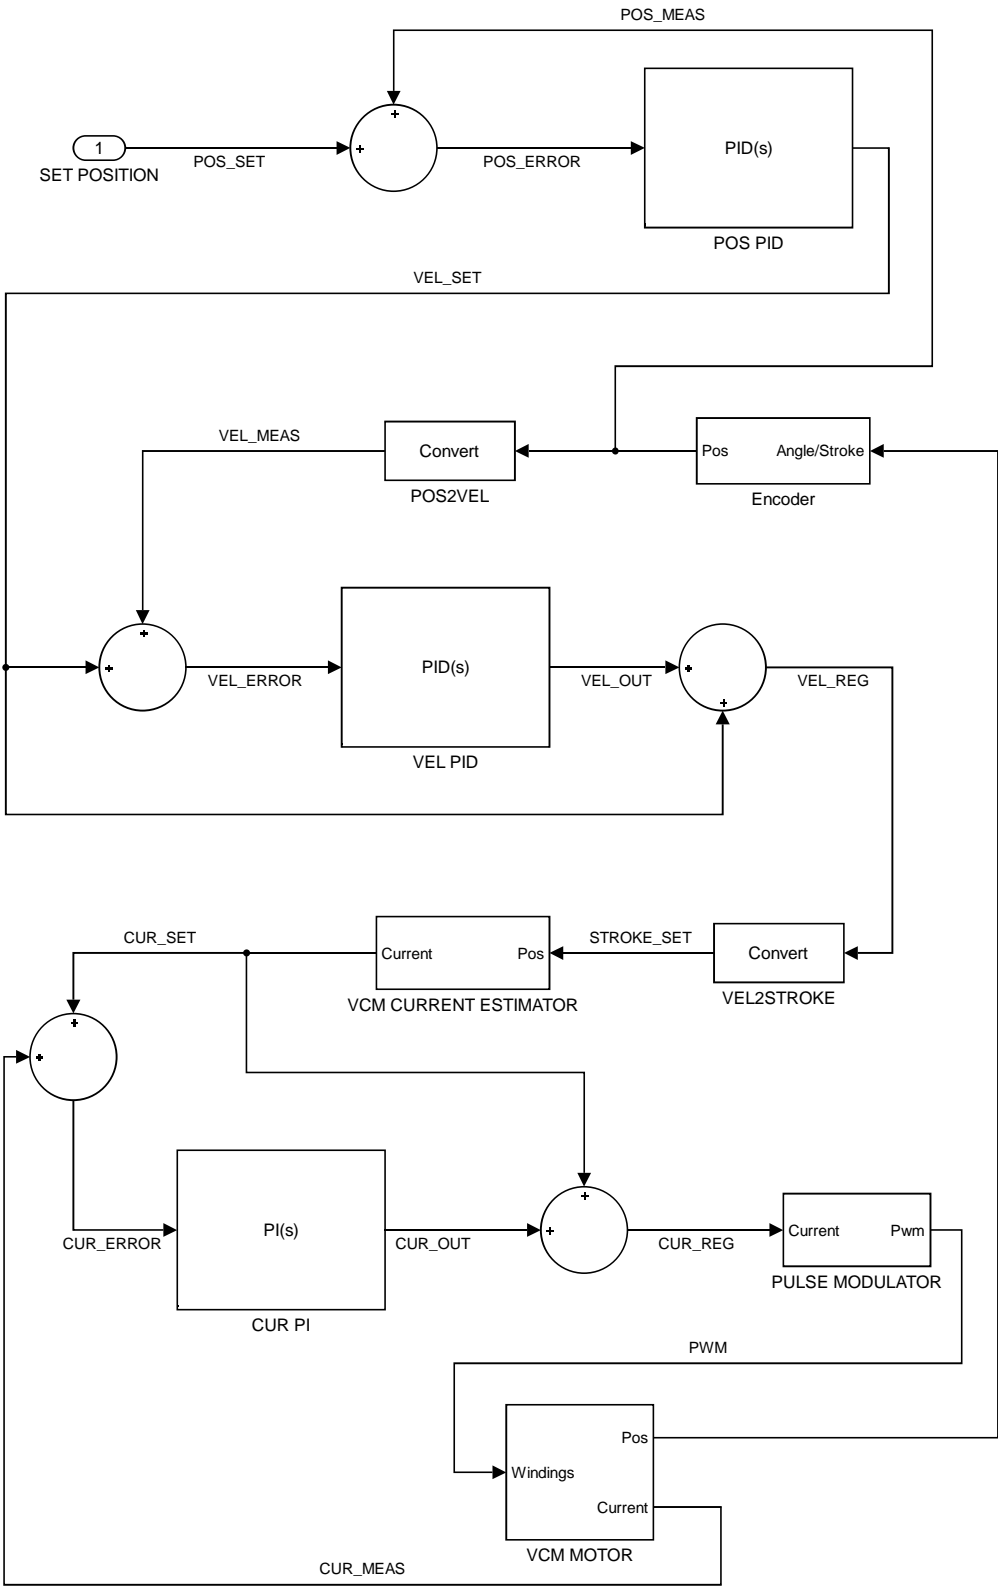 POS_MEAS
+
1
+
POS_SET
POS_ERROR
PID(s)
SET POSITION
POS PID
VEL_SET
VEL_MEAS
Convert
Pos
Angle/Stroke
POS2VEL
Encoder
+
+
VEL_ERROR
PID(s)
VEL_OUT
+
+
VEL_REG
VEL PID
CUR_SET
Current
Pos
STROKE_SET
Convert
VCM CURRENT ESTIMATOR
VEL2STROKE
+
+
+
CUR_ERROR
PI(s)
CUR_OUT
+
CUR_REG
Current
Pwm
CUR PI
PULSE MODULATOR
PWM
Pos
Windings
Current
VCM MOTOR
CUR_MEAS